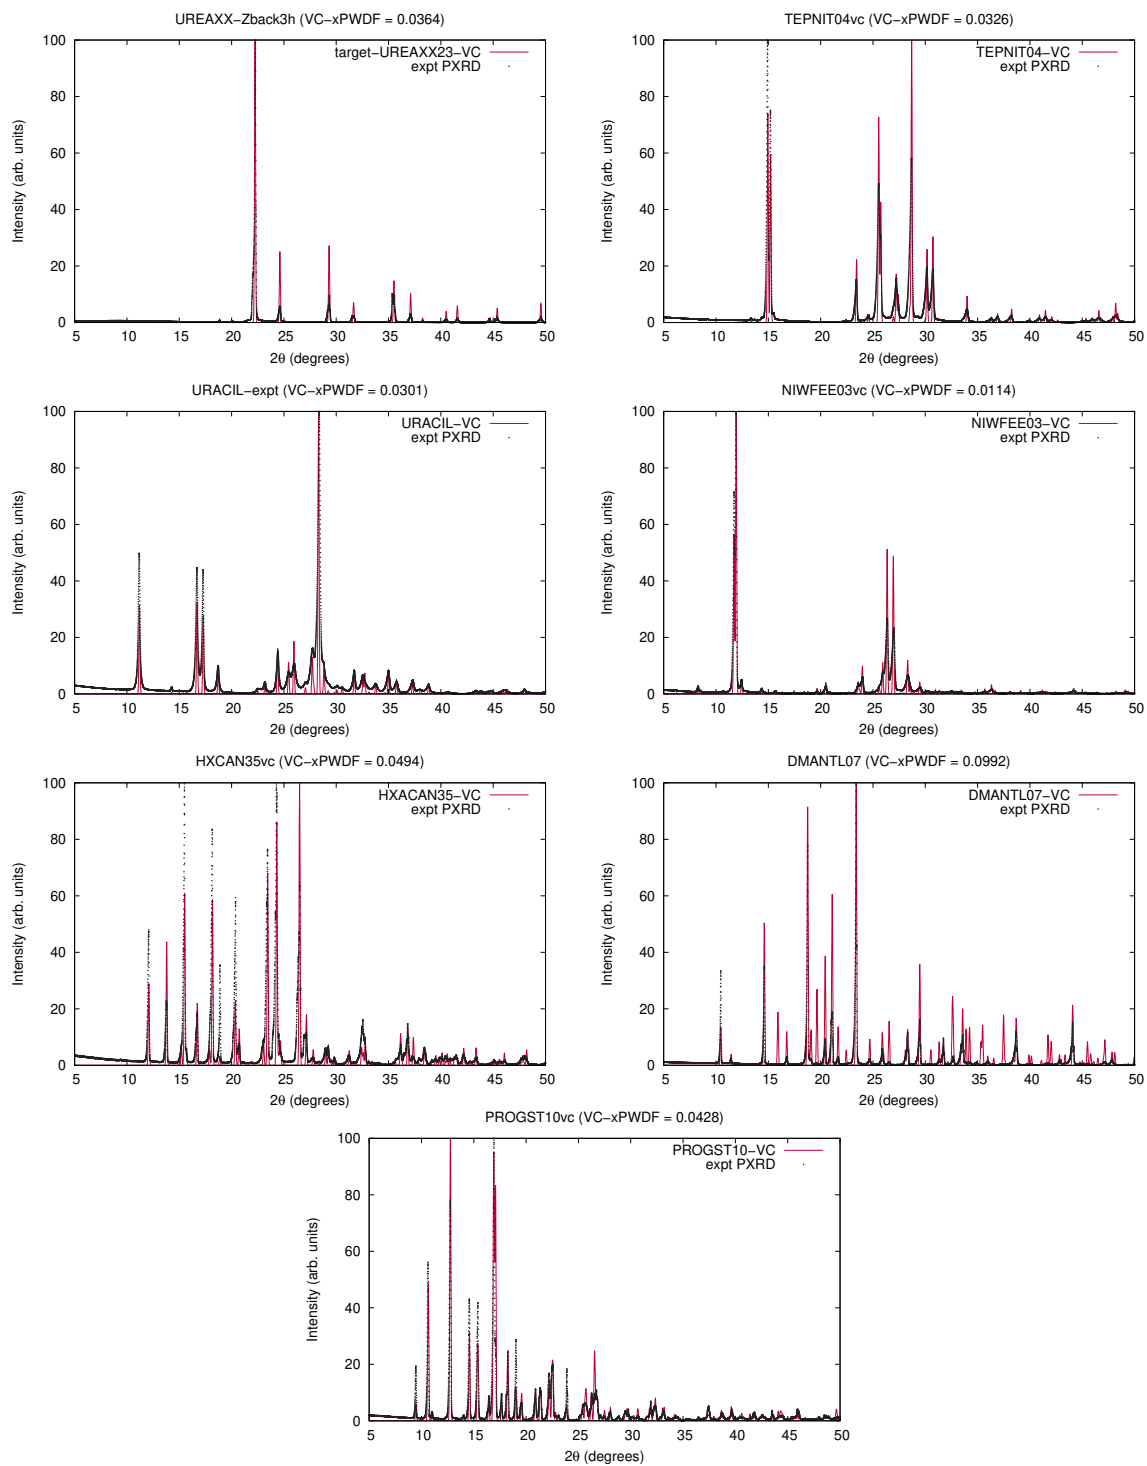 UREAXX−Zback3h (VC−xPWDF = 0.0364)
target−UREAXX23−VC
expt PXRD
Intensity (arb. units)
0
20
40
60
80
100
5 10 15 20 25 30 35 40 45 50
2θ (degrees)
TEPNIT04vc (VC−xPWDF = 0.0326)
TEPNIT04−VC
expt PXRD
Intensity (arb. units)
0
20
40
60
80
100
5 10 15 20 25 30 35 40 45 50
2θ (degrees)
URACIL−expt (VC−xPWDF = 0.0301)
URACIL−VC
expt PXRD
Intensity (arb. units)
0
20
40
60
80
100
5 10 15 20 25 30 35 40 45 50
2θ (degrees)
NIWFEE03vc (VC−xPWDF = 0.0114)
NIWFEE03−VC
expt PXRD
Intensity (arb. units)
0
20
40
60
80
100
5 10 15 20 25 30 35 40 45 50
2θ (degrees)
HXCAN35vc (VC−xPWDF = 0.0494)
HXACAN35−VC
expt PXRD
Intensity (arb. units)
0
20
40
60
80
100
5 10 15 20 25 30 35 40 45 50
2θ (degrees)
DMANTL07 (VC−xPWDF = 0.0992)
DMANTL07−VC
expt PXRD
Intensity (arb. units)
0
20
40
60
80
100
5 10 15 20 25 30 35 40 45 50
2θ (degrees)
PROGST10vc (VC−xPWDF = 0.0428)
PROGST10−VC
expt PXRD
Intensity (arb. units)
0
20
40
60
80
100
5 10 15 20 25 30 35 40 45 50
2θ (degrees)